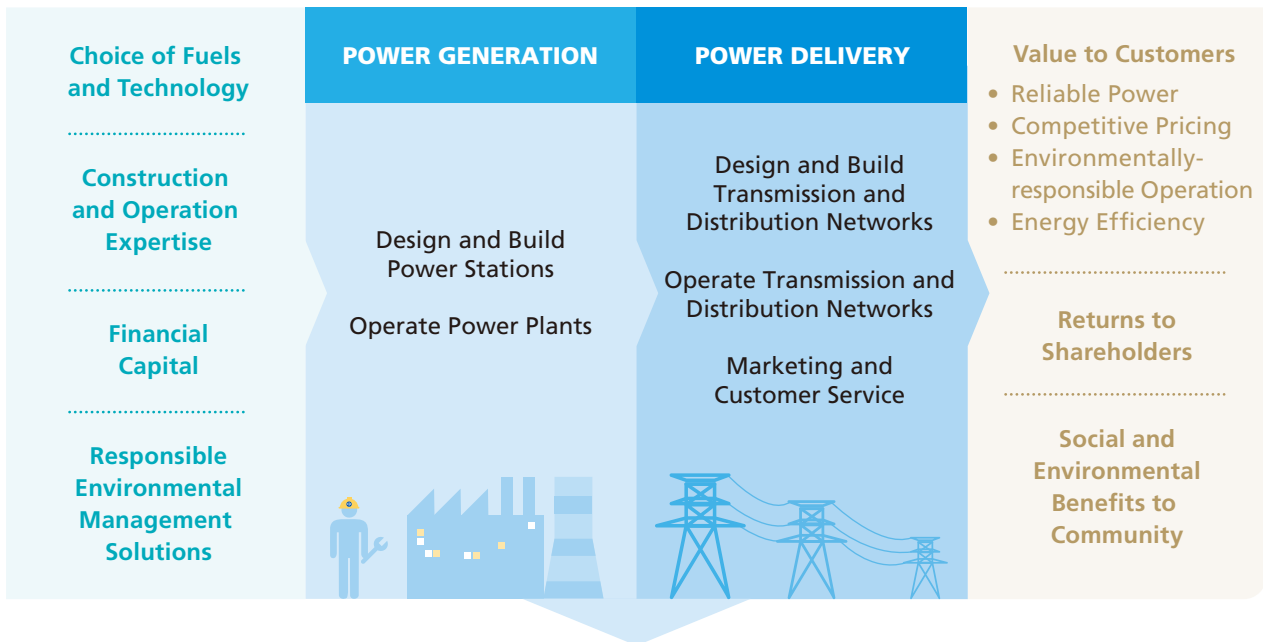 Choice of Fuels
and Technology
Construction
and Operation
Expertise
Financial
Capital
Responsible
Environmental
Management
Solutions
POWER GENERATION
Design and Build
Power Stations
Operate Power Plants
POWER DELIVERY
Design and Build
Transmission and
Distribution Networks
Operate Transmission and
Distribution Networks
Marketing and
Customer Service
Value to Customers
• Reliable Power
• Competitive Pricing
• Environmentally-
responsible Operation
• Energy Efficiency
Returns to
Shareholders
Social and
Environmental
Benefits to
Community